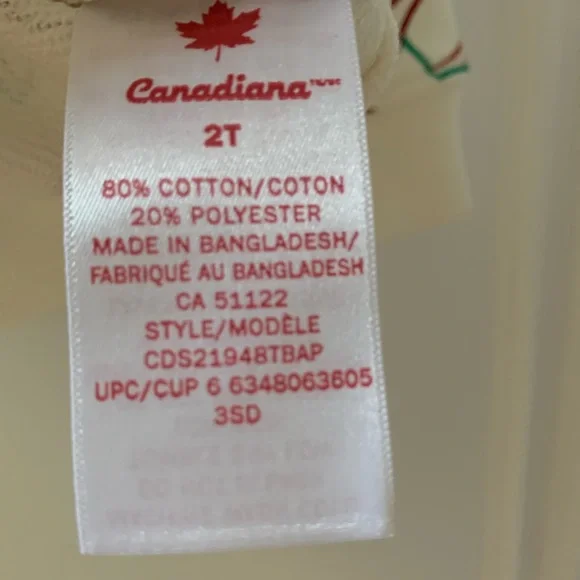 Canadiana
2T
80% COTTON/COTON
20% POLYESTER
MADE IN BANGLADESH/
FABRIQUÉ AU BANGLADESH
CA 51122
STYLE/MODÈLE
CDS21948TBAP
UPC/CUP 6 6348063605
3SD